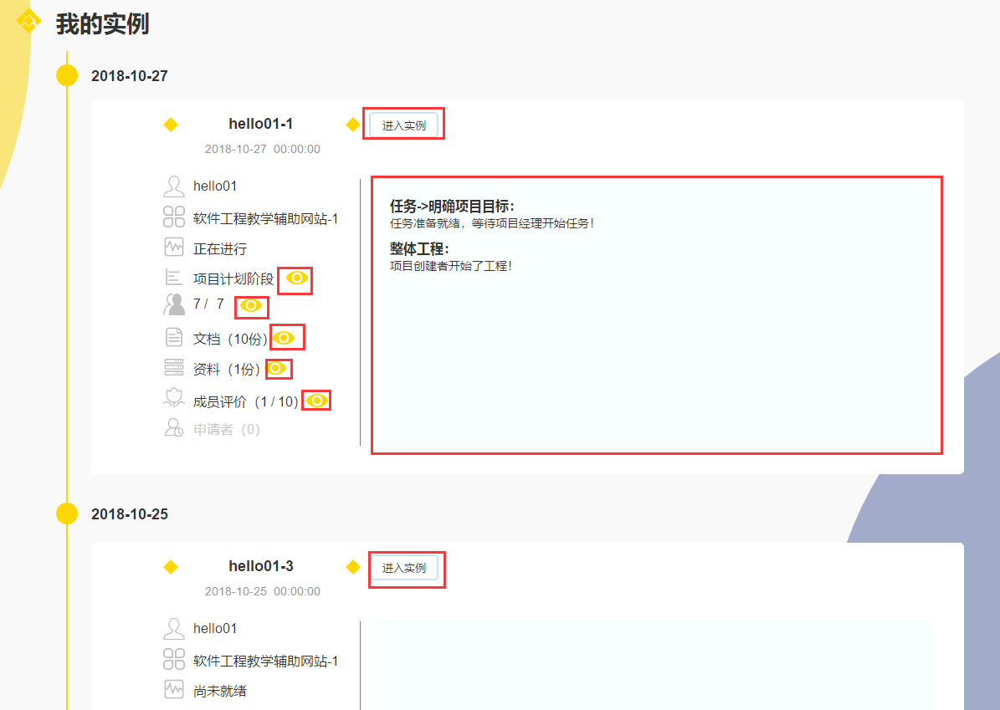 我的实例
2018-10-27
hello01-1
进入实例
2018-10-27 00:00:00
hello01
软件工程教学辅助网站-1
正在进行
项目计划阶段
7 / 7
文档（10份）
资料（1份）
成员评价（1 / 10）
申请者（0）
任务->明确项目目标：
任务准备就绪，等待项目经理开始任务！
整体工程：
项目创建者开始了工程！
2018-10-25
hello01-3
进入实例
2018-10-25 00:00:00
hello01
软件工程教学辅助网站-1
尚未就绪